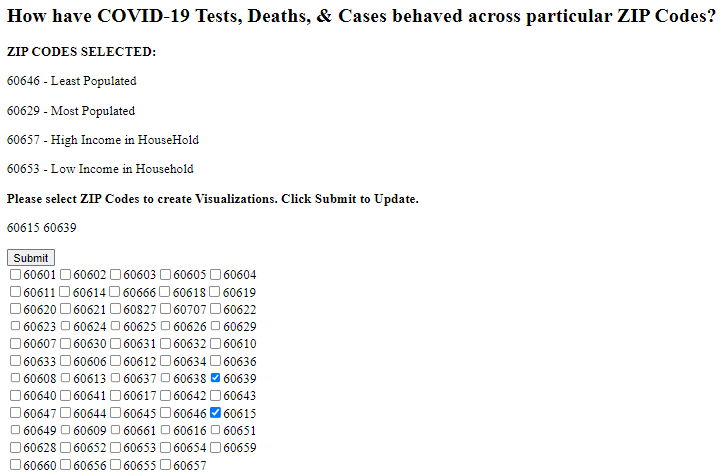 How have COVID-19 Tests, Deaths, & Cases behaved across particular ZIP Codes?
ZIP CODES SELECTED:
60646 - Least Populated
60629 - Most Populated
60657 - High Income in HouseHold
60653 - Low Income in Household
Please select ZIP Codes to create Visualizations. Click Submit to Update.
60615 60639
Submit
60601 60602 60603 60605 60604
60611 60614 60666 60618 60619
60620 60621 60827 60707 60622
60623 60624 60625 60626 60629
60607 60630 60631 60632 60610
60633 60606 60612 60634 60636
60608 60613 60637 60638 60639
60640 60641 60617 60642 60643
60647 60644 60645 60646 60615
60649 60609 60661 60616 60651
60628 60652 60653 60654 60659
60660 60656 60655 60657